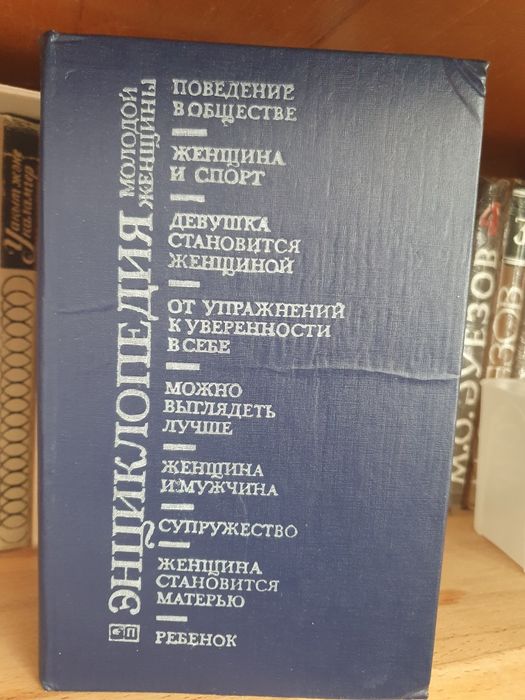 ЭНЦИКЛОПЕДИЯ
МОЛОДОЙ
ЖЕНЩИНЫ
ПОВЕДЕНИЕ
В ОБЩЕСТВЕ
ЖЕНЩИНА
И СПОРТ
ДЕВУШКА
СТАНОВИТСЯ
ЖЕНЩИНОЙ
ОТ УПРАЖНЕНИЙ
К УВЕРЕННОСТИ
В СЕБЕ
МОЖНО
ВЫГЛЯДЕТЬ
ЛУЧШЕ
ЖЕНЩИНА
И МУЖЧИНА
СУПРУЖЕСТВО
ЖЕНЩИНА
СТАНОВИТСЯ
МАТЕРЬЮ
РЕБЕНОК
М.О.ӘУЕЗОВ